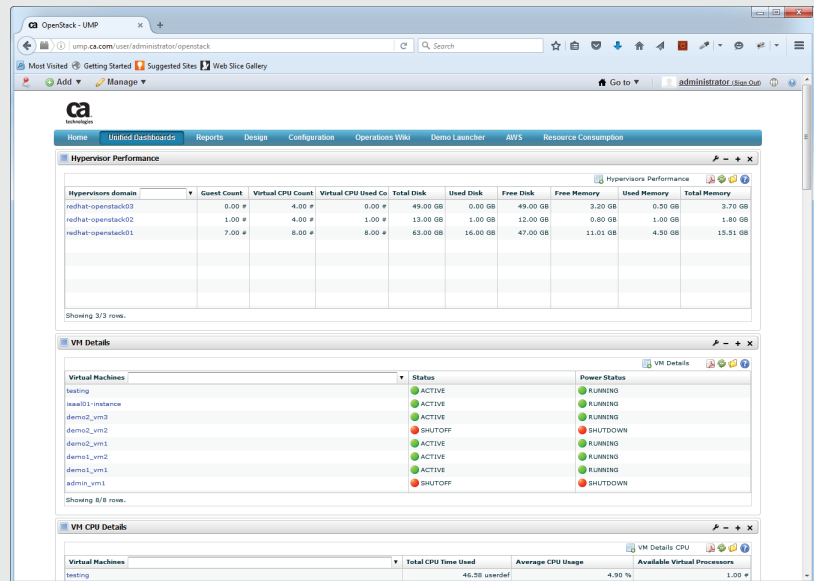 OpenStack - UMP
ump.ca.com/user/administrator/openstack
Search
Most Visited Getting Started Suggested Sites Web Slice Gallery
Add Manage Go to administrator (Sign Out)
ca
technologies
Home Unified Dashboards Reports Design Configuration Operations Wiki Demo Launcher AWS Resource Consumption
Hypervisor Performance
Hypervisors Performance
Hypervisors domain Guest Count Virtual CPU Count Virtual CPU Used Co Total Disk Used Disk Free Disk Free Memory Used Memory Total Memory
redhat-openstack03 0.00 # 4.00 # 0.00 # 49.00 GB 0.00 GB 49.00 GB 3.20 GB 0.50 GB 3.70 GB
redhat-openstack02 1.00 # 4.00 # 1.00 # 13.00 GB 1.00 GB 12.00 GB 0.80 GB 1.00 GB 1.80 GB
redhat-openstack01 7.00 # 8.00 # 8.00 # 63.00 GB 16.00 GB 47.00 GB 11.01 GB 4.50 GB 15.51 GB
Showing 3/3 rows.
VM Details
VM Details
Virtual Machines Status Power Status
testing ACTIVE RUNNING
isaal01-instance ACTIVE RUNNING
demo2_vm3 ACTIVE RUNNING
demo2_vm2 SHUTOFF SHUTDOWN
demo2_vm1 ACTIVE RUNNING
demo1_vm2 ACTIVE RUNNING
demo1_vm1 ACTIVE RUNNING
admin_vm1 SHUTOFF SHUTDOWN
Showing 8/8 rows.
VM CPU Details
VM Details CPU
Virtual Machines Total CPU Time Used Average CPU Usage Available Virtual Processors
testing 46.58 userdef 4.90 % 1.00 #